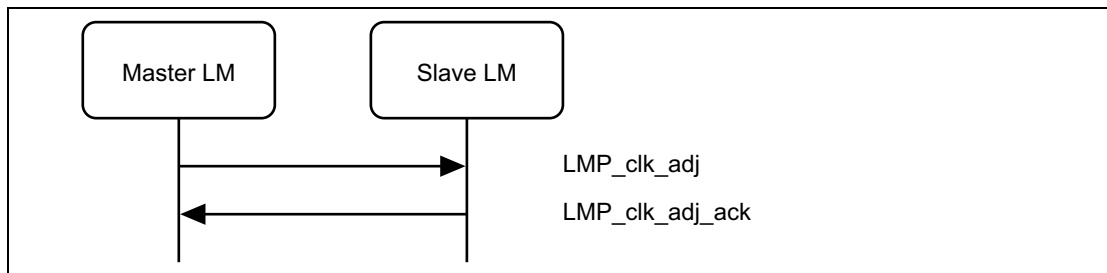 Master LM
Slave LM
LMP_clk_adj
LMP_clk_adj_ack